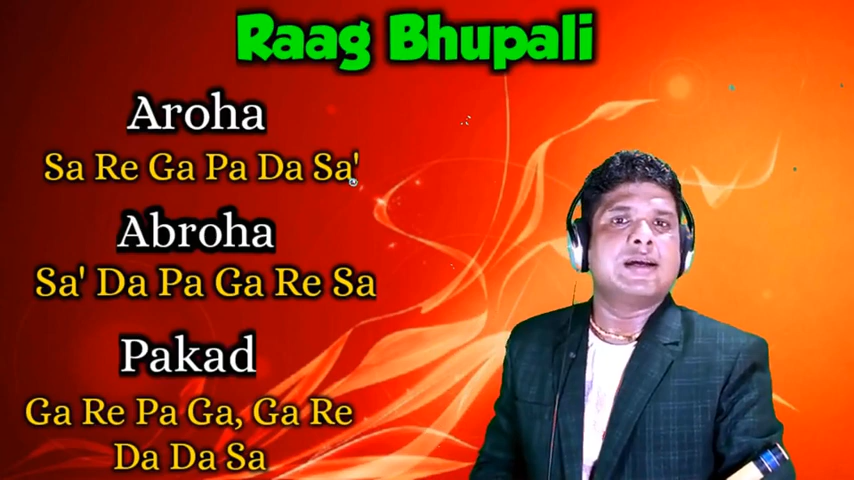 Raag Bhupali
Aroha
Sa Re Ga Pa Da Sa'
Abroha
Sa' Da Pa Ga Re Sa
Pakad
Ga Re Pa Ga, Ga Re
Da Da Sa